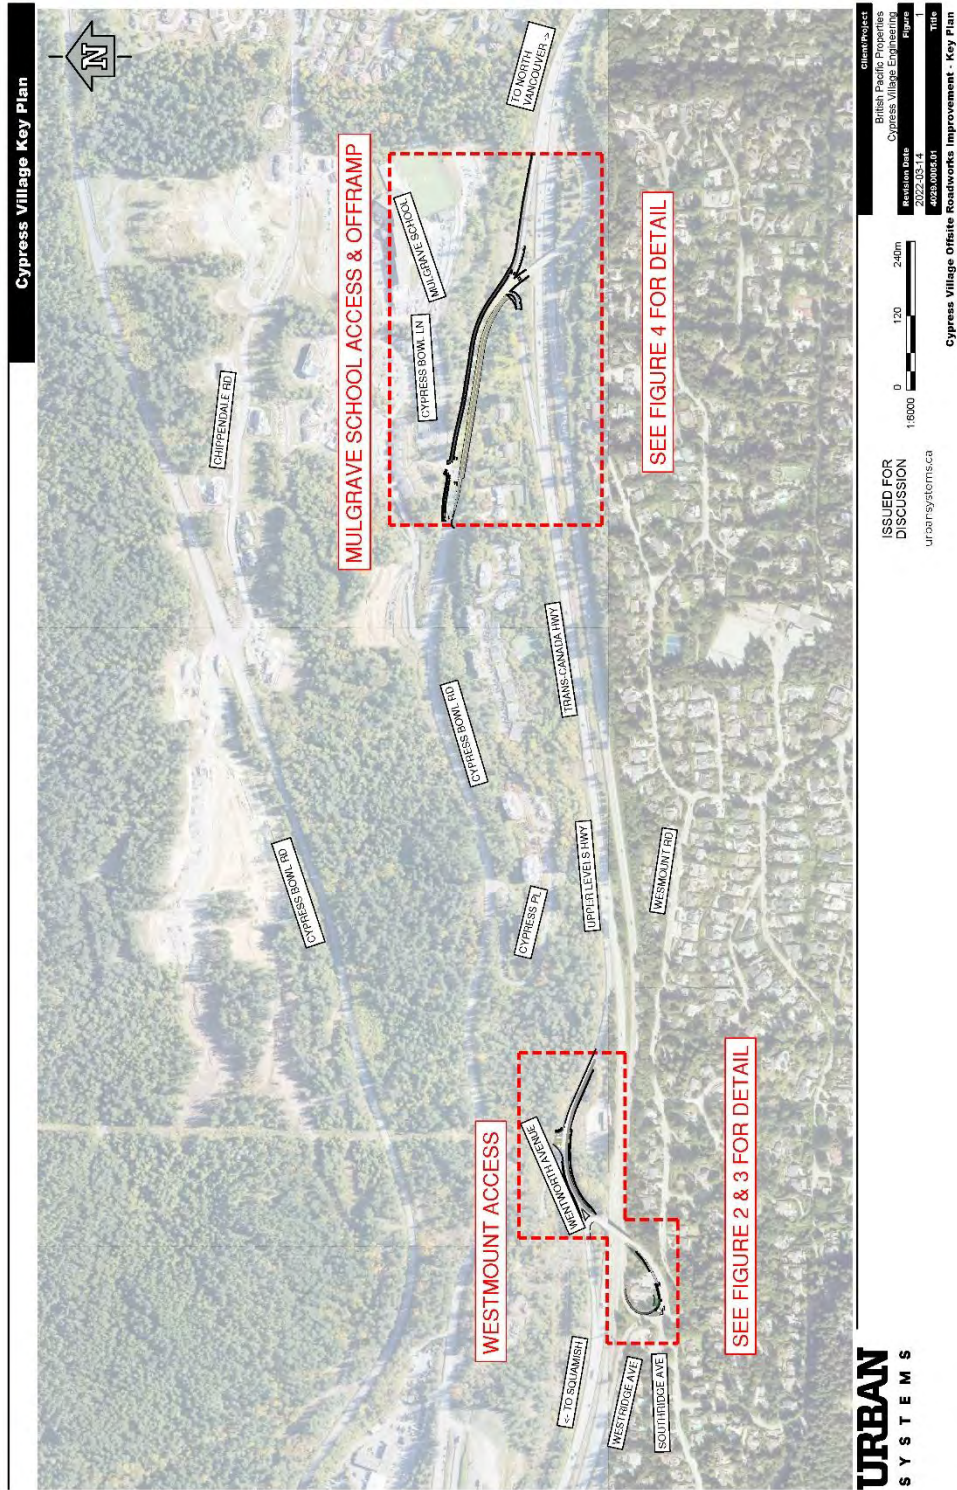 Cypress Village Key Plan
N
TO NORTH
VANCOUVER ->
MULGRAVE SCHOOL ACCESS & OFFRAMP
MULGRAVE SCHOOL
CYPRESS BOWL LN
CHIPPENDALE RD
SEE FIGURE 4 FOR DETAIL
CYPRESS BOWL RD
TRANS-CANADA HWY
CYPRESS BOWL RD
CYPRESS PL
UPPER LEVELS HWY
WESMOUNT RD
WESTMOUNT ACCESS
WENTWORTH AVENUE
SEE FIGURE 2 & 3 FOR DETAIL
<- TO SQUAMISH
WESTRIDGE AVE
SOUTHRIDGE AVE
URBAN
SYSTEMS
ISSUED FOR
DISCUSSION
urbansystems.ca
1:6000
0 120 240m
Client/Project
British Pacific Properties
Cypress Village Engineering
Revision Date Figure
2022-03-14 1
4029.0005.01 Title
Cypress Village Offsite Roadworks Improvement - Key Plan